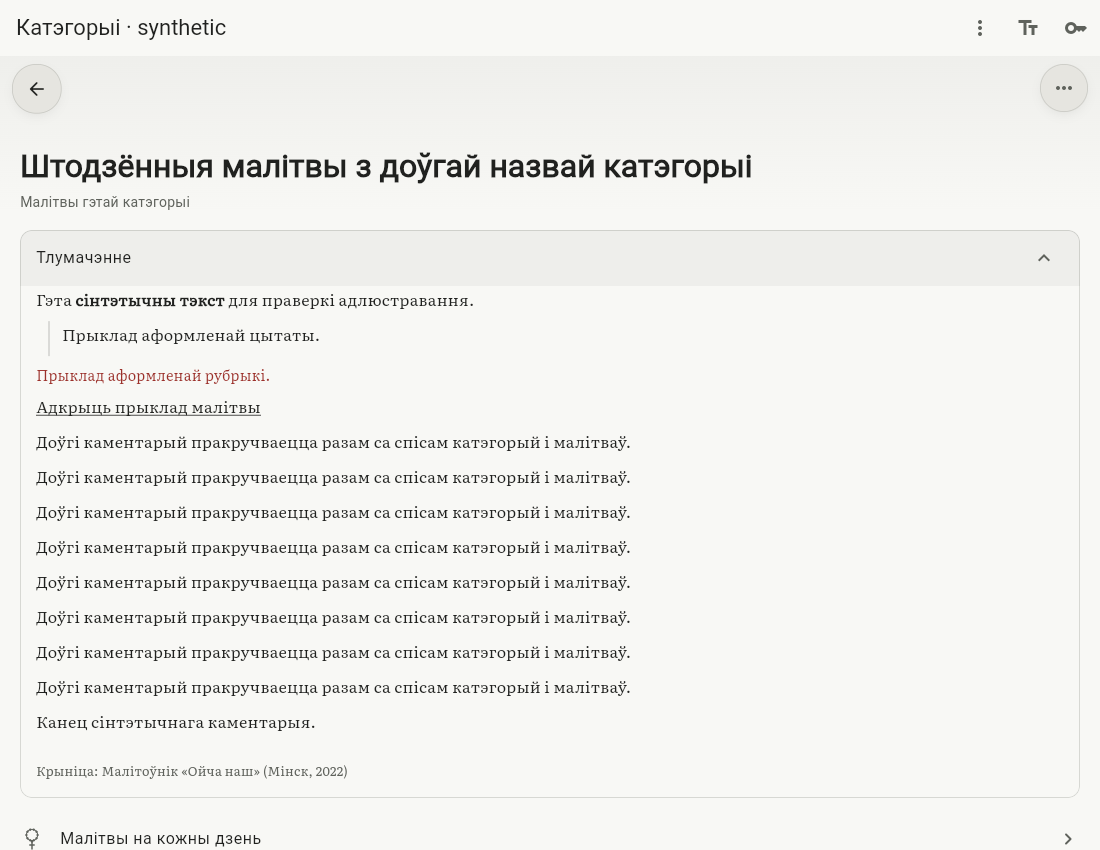 Катэгорыі · synthetic
Штодзённыя малітвы з доўгай назвай катэгорыі
Малітвы гэтай катэгорыі
Тлумачэнне
Гэта сінтэтычны тэкст для праверкі адлюстравання.
Прыклад аформленай цытаты.
Прыклад аформленай рубрыкі.
Адкрыць прыклад малітвы
Доўгі каментарый пракручваецца разам са спісам катэгорый і малітваў.
Доўгі каментарый пракручваецца разам са спісам катэгорый і малітваў.
Доўгі каментарый пракручваецца разам са спісам катэгорый і малітваў.
Доўгі каментарый пракручваецца разам са спісам катэгорый і малітваў.
Доўгі каментарый пракручваецца разам са спісам катэгорый і малітваў.
Доўгі каментарый пракручваецца разам са спісам катэгорый і малітваў.
Доўгі каментарый пракручваецца разам са спісам катэгорый і малітваў.
Доўгі каментарый пракручваецца разам са спісам катэгорый і малітваў.
Канец сінтэтычнага каментарыя.
Крыніца: Малітоўнік «Ойча наш» (Мінск, 2022)
Малітвы на кожны дзень